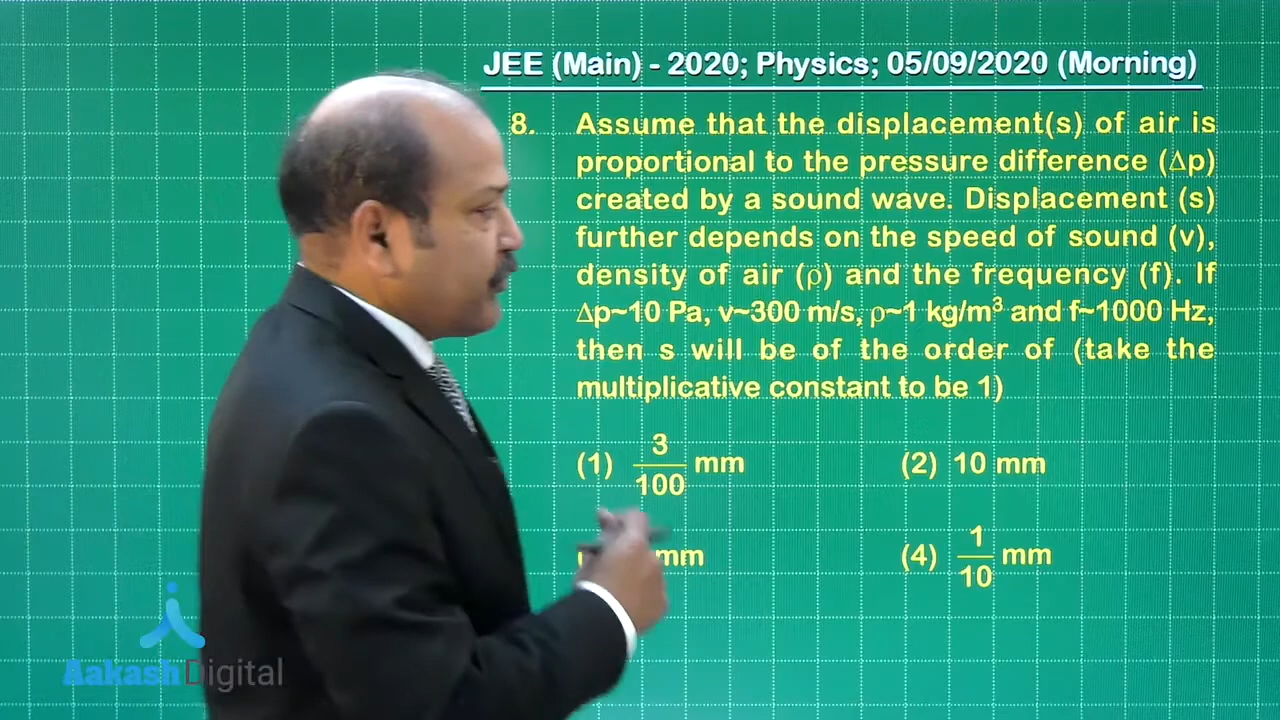 JEE (Main) - 2020; Physics; 05/09/2020 (Morning)
8. Assume that the displacement(s) of air is
proportional to the pressure difference (Δp)
created by a sound wave. Displacement (s)
further depends on the speed of sound (v),
density of air (ρ) and the frequency (f). If
Δp~10 Pa, v~300 m/s, ρ~1 kg/m³ and f~1000 Hz,
then s will be of the order of (take the
multiplicative constant to be 1)
(1) 3/100 mm (2) 10 mm
mm (4) 1/10 mm
AakashDigital